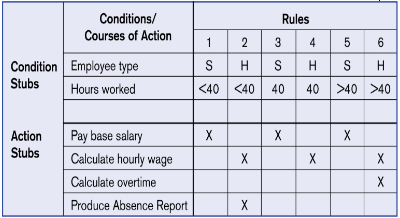 Conditions/ Courses of Action Rules
1 2 3 4 5 6
Condition Stubs Employee type S H S H S H
Hours worked <40 <40 40 40 >40 >40
Action Stubs Pay base salary X X X
Calculate hourly wage X X X
Calculate overtime X
Produce Absence Report X